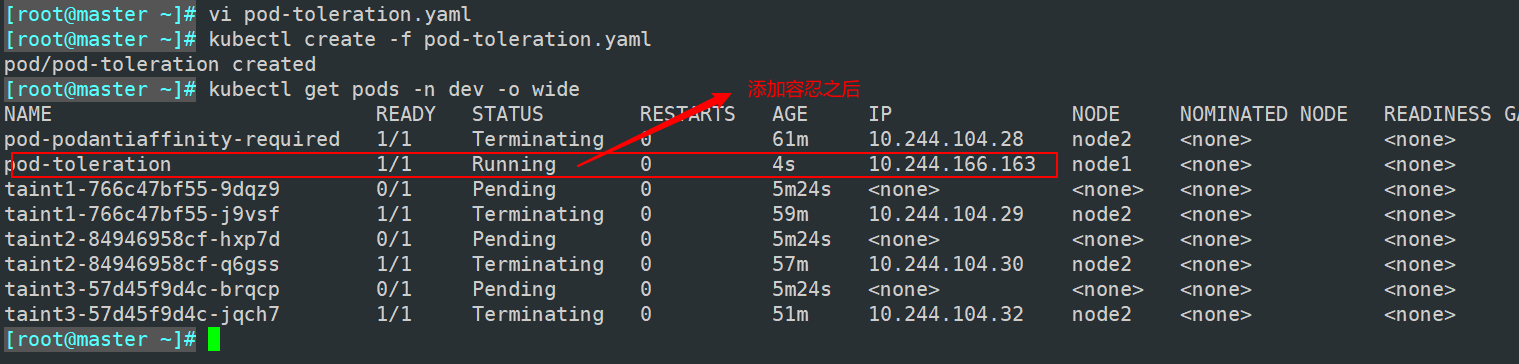 [root@master ~]# vi pod-toleration.yaml
[root@master ~]# kubectl create -f pod-toleration.yaml
pod/pod-toleration created
[root@master ~]# kubectl get pods -n dev -o wide 添加容忍之后
NAME READY STATUS RESTARTS AGE IP NODE NOMINATED NODE READINESS GA
pod-podantiaffinity-required 1/1 Terminating 0 61m 10.244.104.28 node2 <none> <none>
pod-toleration 1/1 Running 0 4s 10.244.166.163 node1 <none> <none>
taint1-766c47bf55-9dqz9 0/1 Pending 0 5m24s <none> <none> <none> <none>
taint1-766c47bf55-j9vsf 1/1 Terminating 0 59m 10.244.104.29 node2 <none> <none>
taint2-84946958cf-hxp7d 0/1 Pending 0 5m24s <none> <none> <none> <none>
taint2-84946958cf-q6gss 1/1 Terminating 0 57m 10.244.104.30 node2 <none> <none>
taint3-57d45f9d4c-brqcp 0/1 Pending 0 5m24s <none> <none> <none> <none>
taint3-57d45f9d4c-jqch7 1/1 Terminating 0 51m 10.244.104.32 node2 <none> <none>
[root@master ~]#